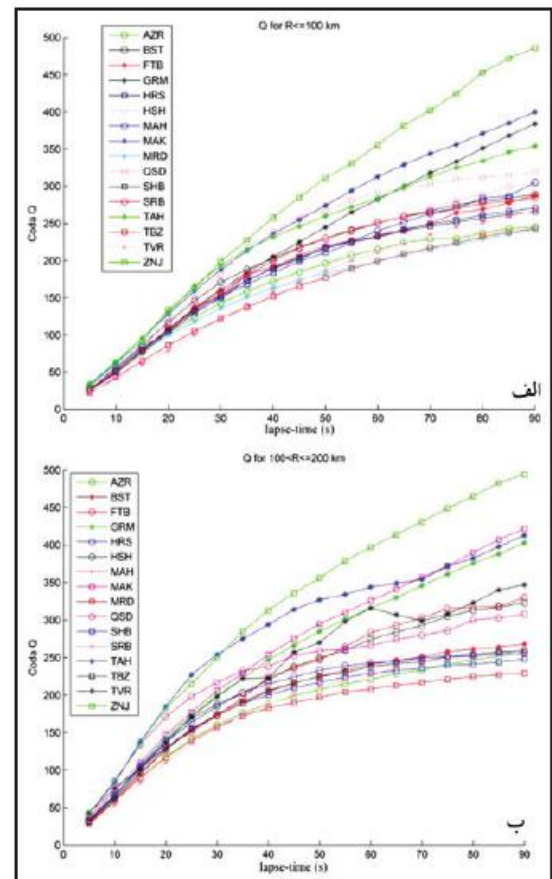 Q for R<=100 km
AZR
BST
FTB
GRM
HRS
HSH
MAH
MAK
MRD
QSD
SHB
SRB
TAH
TBZ
TVR
ZNJ
500
450
400
350
300
250
200
150
100
50
0
Coda Q
0 10 20 30 40 50 60 70 80 90
lapse-time (s)
الف
Q for 100<R<=200 km
AZR
BST
FTB
GRM
HRS
HSH
MAH
MAK
MRD
QSD
SHB
SRB
TAH
TBZ
TVR
ZNJ
500
450
400
350
300
250
200
150
100
50
0
Coda Q
0 10 20 30 40 50 60 70 80 90
lapse-time (s)
ب